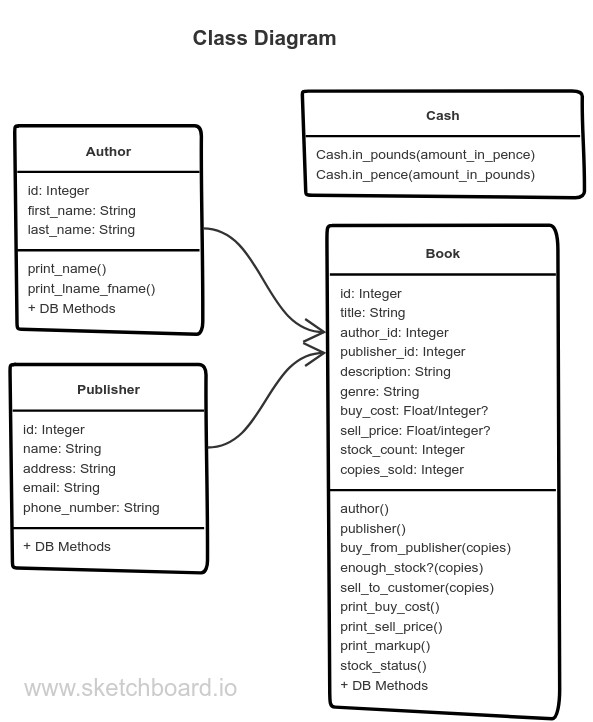 Class Diagram
Cash
Cash.in_pounds(amount_in_pence)
Cash.in_pence(amount_in_pounds)
Author
id: Integer
first_name: String
last_name: String
print_name()
print_lname_fname()
+ DB Methods
Publisher
id: Integer
name: String
address: String
email: String
phone_number: String
+ DB Methods
Book
id: Integer
title: String
author_id: Integer
publisher_id: Integer
description: String
genre: String
buy_cost: Float/Integer?
sell_price: Float/integer?
stock_count: Integer
copies_sold: Integer
author()
publisher()
buy_from_publisher(copies)
enough_stock?(copies)
sell_to_customer(copies)
print_buy_cost()
print_sell_price()
print_markup()
stock_status()
+ DB Methods
www.sketchboard.io